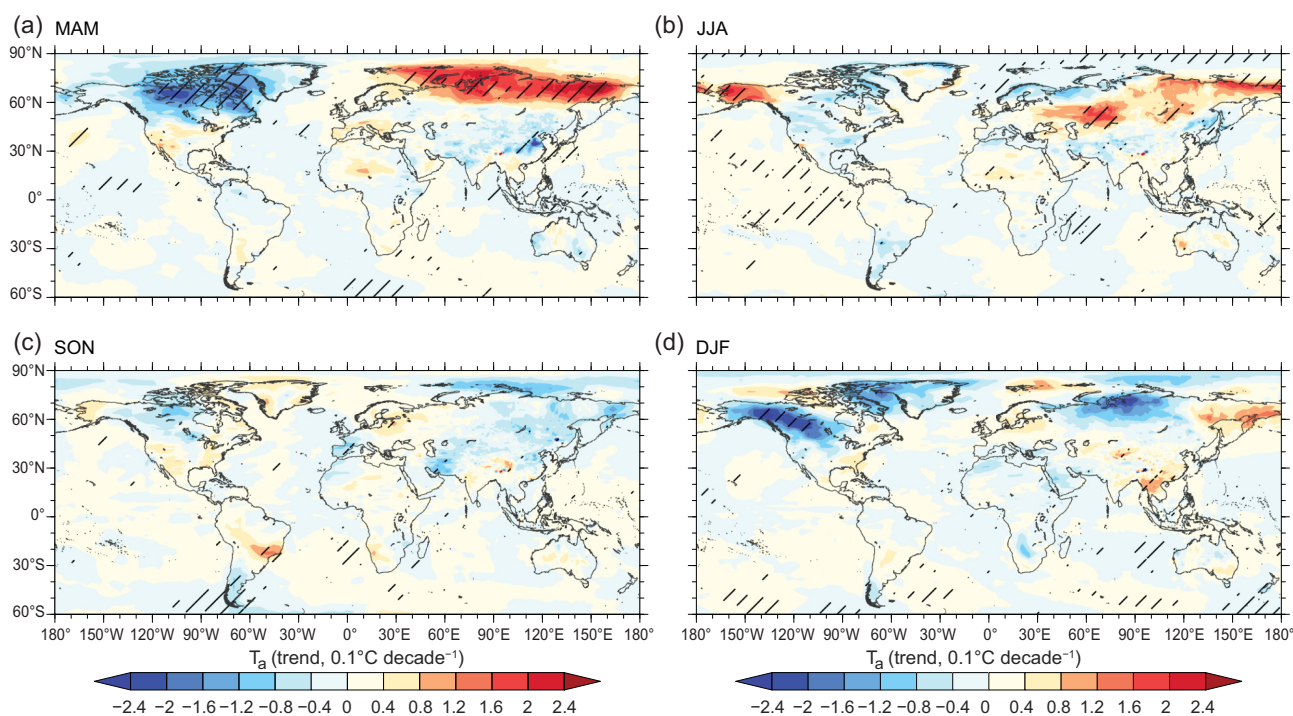 (a) MAM
(b) JJA
90°N
60°N
30°N
0°
30°S
60°S
(c) SON
(d) DJF
90°N
60°N
30°N
0°
30°S
60°S
180° 150°W 120°W 90°W 60°W 30°W 0° 30°E 60°E 90°E 120°E 150°E 180°
180° 150°W 120°W 90°W 60°W 30°W 0° 30°E 60°E 90°E 120°E 150°E 180°
Ta (trend, 0.1°C decade⁻¹)
Ta (trend, 0.1°C decade⁻¹)
−2.4 −2 −1.6 −1.2 −0.8 −0.4 0 0.4 0.8 1.2 1.6 2 2.4
−2.4 −2 −1.6 −1.2 −0.8 −0.4 0 0.4 0.8 1.2 1.6 2 2.4